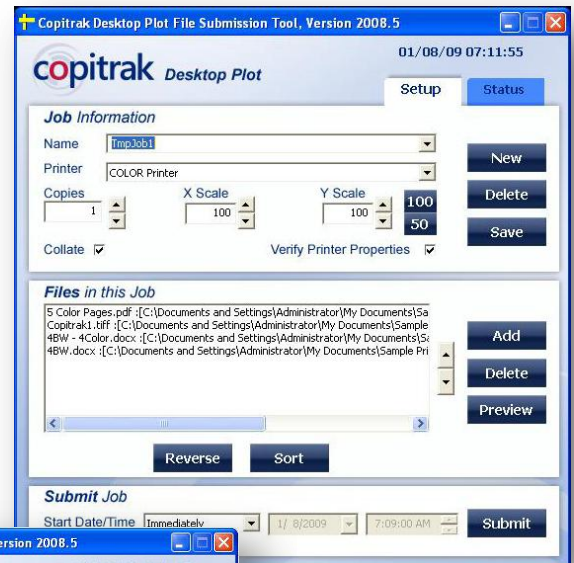 Copitrak Desktop Plot File Submission Tool, Version 2008.5
01/08/09 07:11:55
copitrak Desktop Plot
Setup Status
Job Information
Name TmpJob1
New
Printer COLOR Printer
Copies X Scale Y Scale
1 100 100 100 50
Delete
Save
Collate Verify Printer Properties
Files in this Job
5 Color Pages.pdf :[C:\Documents and Settings\Administrator\My Documents\Sa
Copitrak1.tiff :[C:\Documents and Settings\Administrator\My Documents\Sample
4BW - 4Color.docx :[C:\Documents and Settings\Administrator\My Documents\Sa
4BW.docx :[C:\Documents and Settings\Administrator\My Documents\Sample Pri
Add
Delete
Preview
Reverse Sort
Submit Job
Start Date/Time Immediately 1/ 8/2009 7:09:00 AM Submit
ersion 2008.5